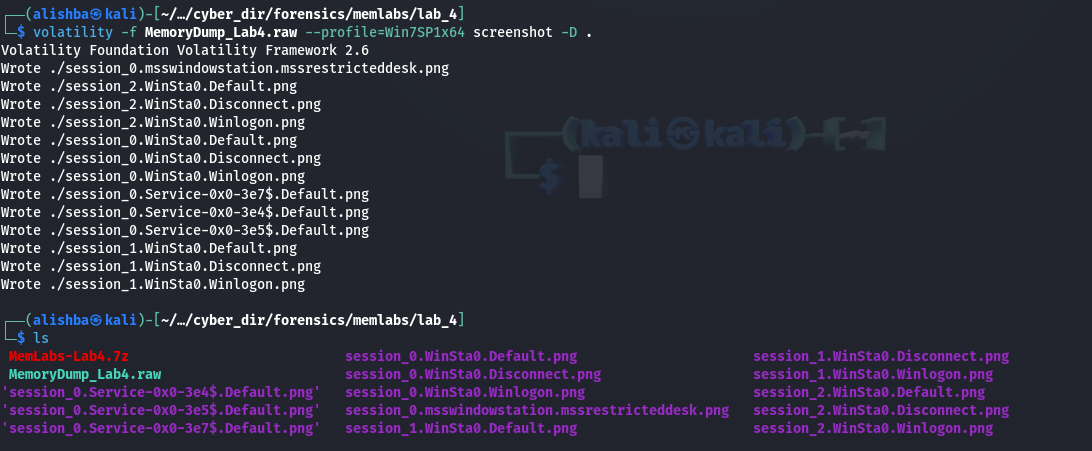 ┌──(alishba㉿kali)-[~/…/cyber_dir/forensics/memlabs/lab_4]
└─$ volatility -f MemoryDump_Lab4.raw --profile=Win7SP1x64 screenshot -D .
Volatility Foundation Volatility Framework 2.6
Wrote ./session_0.msswindowstation.mssrestricteddesk.png
Wrote ./session_2.WinSta0.Default.png
Wrote ./session_2.WinSta0.Disconnect.png
Wrote ./session_2.WinSta0.Winlogon.png
Wrote ./session_0.WinSta0.Default.png
Wrote ./session_0.WinSta0.Disconnect.png
Wrote ./session_0.WinSta0.Winlogon.png
Wrote ./session_0.Service-0x0-3e7$.Default.png
Wrote ./session_0.Service-0x0-3e4$.Default.png
Wrote ./session_0.Service-0x0-3e5$.Default.png
Wrote ./session_1.WinSta0.Default.png
Wrote ./session_1.WinSta0.Disconnect.png
Wrote ./session_1.WinSta0.Winlogon.png
(kali㉿kali)-[~]
$
┌──(alishba㉿kali)-[~/…/cyber_dir/forensics/memlabs/lab_4]
└─$ ls
MemLabs-Lab4.7z session_0.WinSta0.Default.png session_1.WinSta0.Disconnect.png
MemoryDump_Lab4.raw session_0.WinSta0.Disconnect.png session_1.WinSta0.Winlogon.png
'session_0.Service-0x0-3e4$.Default.png' session_0.WinSta0.Winlogon.png session_2.WinSta0.Default.png
'session_0.Service-0x0-3e5$.Default.png' session_0.msswindowstation.mssrestricteddesk.png session_2.WinSta0.Disconnect.png
'session_0.Service-0x0-3e7$.Default.png' session_1.WinSta0.Default.png session_2.WinSta0.Winlogon.png